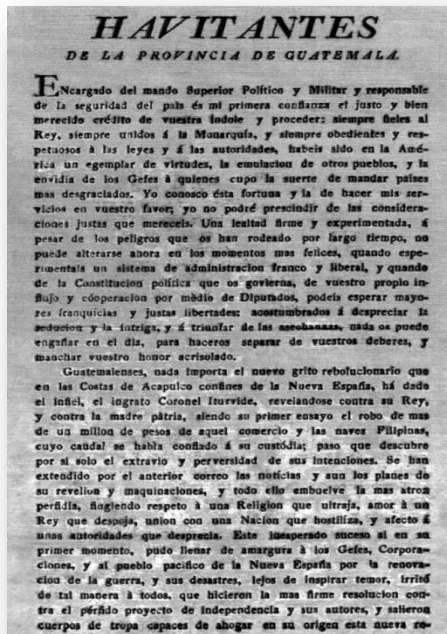 HAVITANTES
DE LA PROVINCIA DE GUATEMALA.
ENcargado del mando Superior Político y Militar y responsable
de la seguridad del pais és mi primera confianza el justo y bien
merecido crédito de vuestra índole y proceder: siempre fieles al
Rey, siempre unidos á la Monarquía, y siempre obedientes y res-
petuosos à las leyes y á las autoridades, habeis sido en la Amé-
rica un egemplar de virtudes, la emulacion de otros pueblos, y la
envidia de los Gefes à quienes cupo la suerte de mandar países
mas desgraciados. Yo conosco ésta fortuna y la de hacer mis ser-
vicios en vuestro favor; yo no podré prescindir de las considera-
ciones justas que mereceis. Una lealtad firme y experimentada, á
pesar de los peligros que os han rodeado por largo tiempo, no
puede alterarse ahora en los momentos mas felices, quando espe-
rimentais un sistema de administracion franco y liberal, y quando
de la Constitucion política que os govierna, de vuestro propio in-
flujo y cóoperacion por mèdio de Diputados, podeis esperar mayo-
res franquicias y justas libertades: acostumbrados á despreciar la
seducion y la intriga, y á triunfar de las asechanzas, nada os puede
engañar en el dia, para haceros separar de vuestros deberes, y
manchar vuestro honor acrisolado.
Guatemalenses, nada importa el nuevo grito rebolucionario que
en las Costas de Acapulco confines de la Nueva España, há dado
el infiel, el ingrato Coronel Iturvide, revelandose contra su Rey,
y contra la madre pátria, siendo su primer ensayo el robo de mas
de un millon de pesos de aquel comercio y las naves Filipinas,
cuyo caudal se habia confiado á su custódia; paso que descubre
por si solo el extravio y perversidad de sus intenciones. Se han
extendido por el anterior correo las noticias y aun los planes de
su revelion y maquinaciones, y todo ello embuelve la mas atroz
perfidia, fingiendo respeto à una Religion que ultraja, amor à un
Rey que despoja, union con una Nacion que hostiliza, y afecto á
unas autoridades que desprecia. Este inesperado suceso si en su
primer momento, pudo llenar de amargura à los Gefes, Corpora-
ciones, y al pueblo pacifico de la Nueva España por la renova-
cion de la guerra, y sus desastres, lejos de inspirar temor, irritó
de tal manera à todos, que hicieron la mas firme resolucion con-
tra el pérfido proyecto de independencia y sus autores, y salieron
cuerpos de tropa capaces de ahogar en su origen esta nueva re-